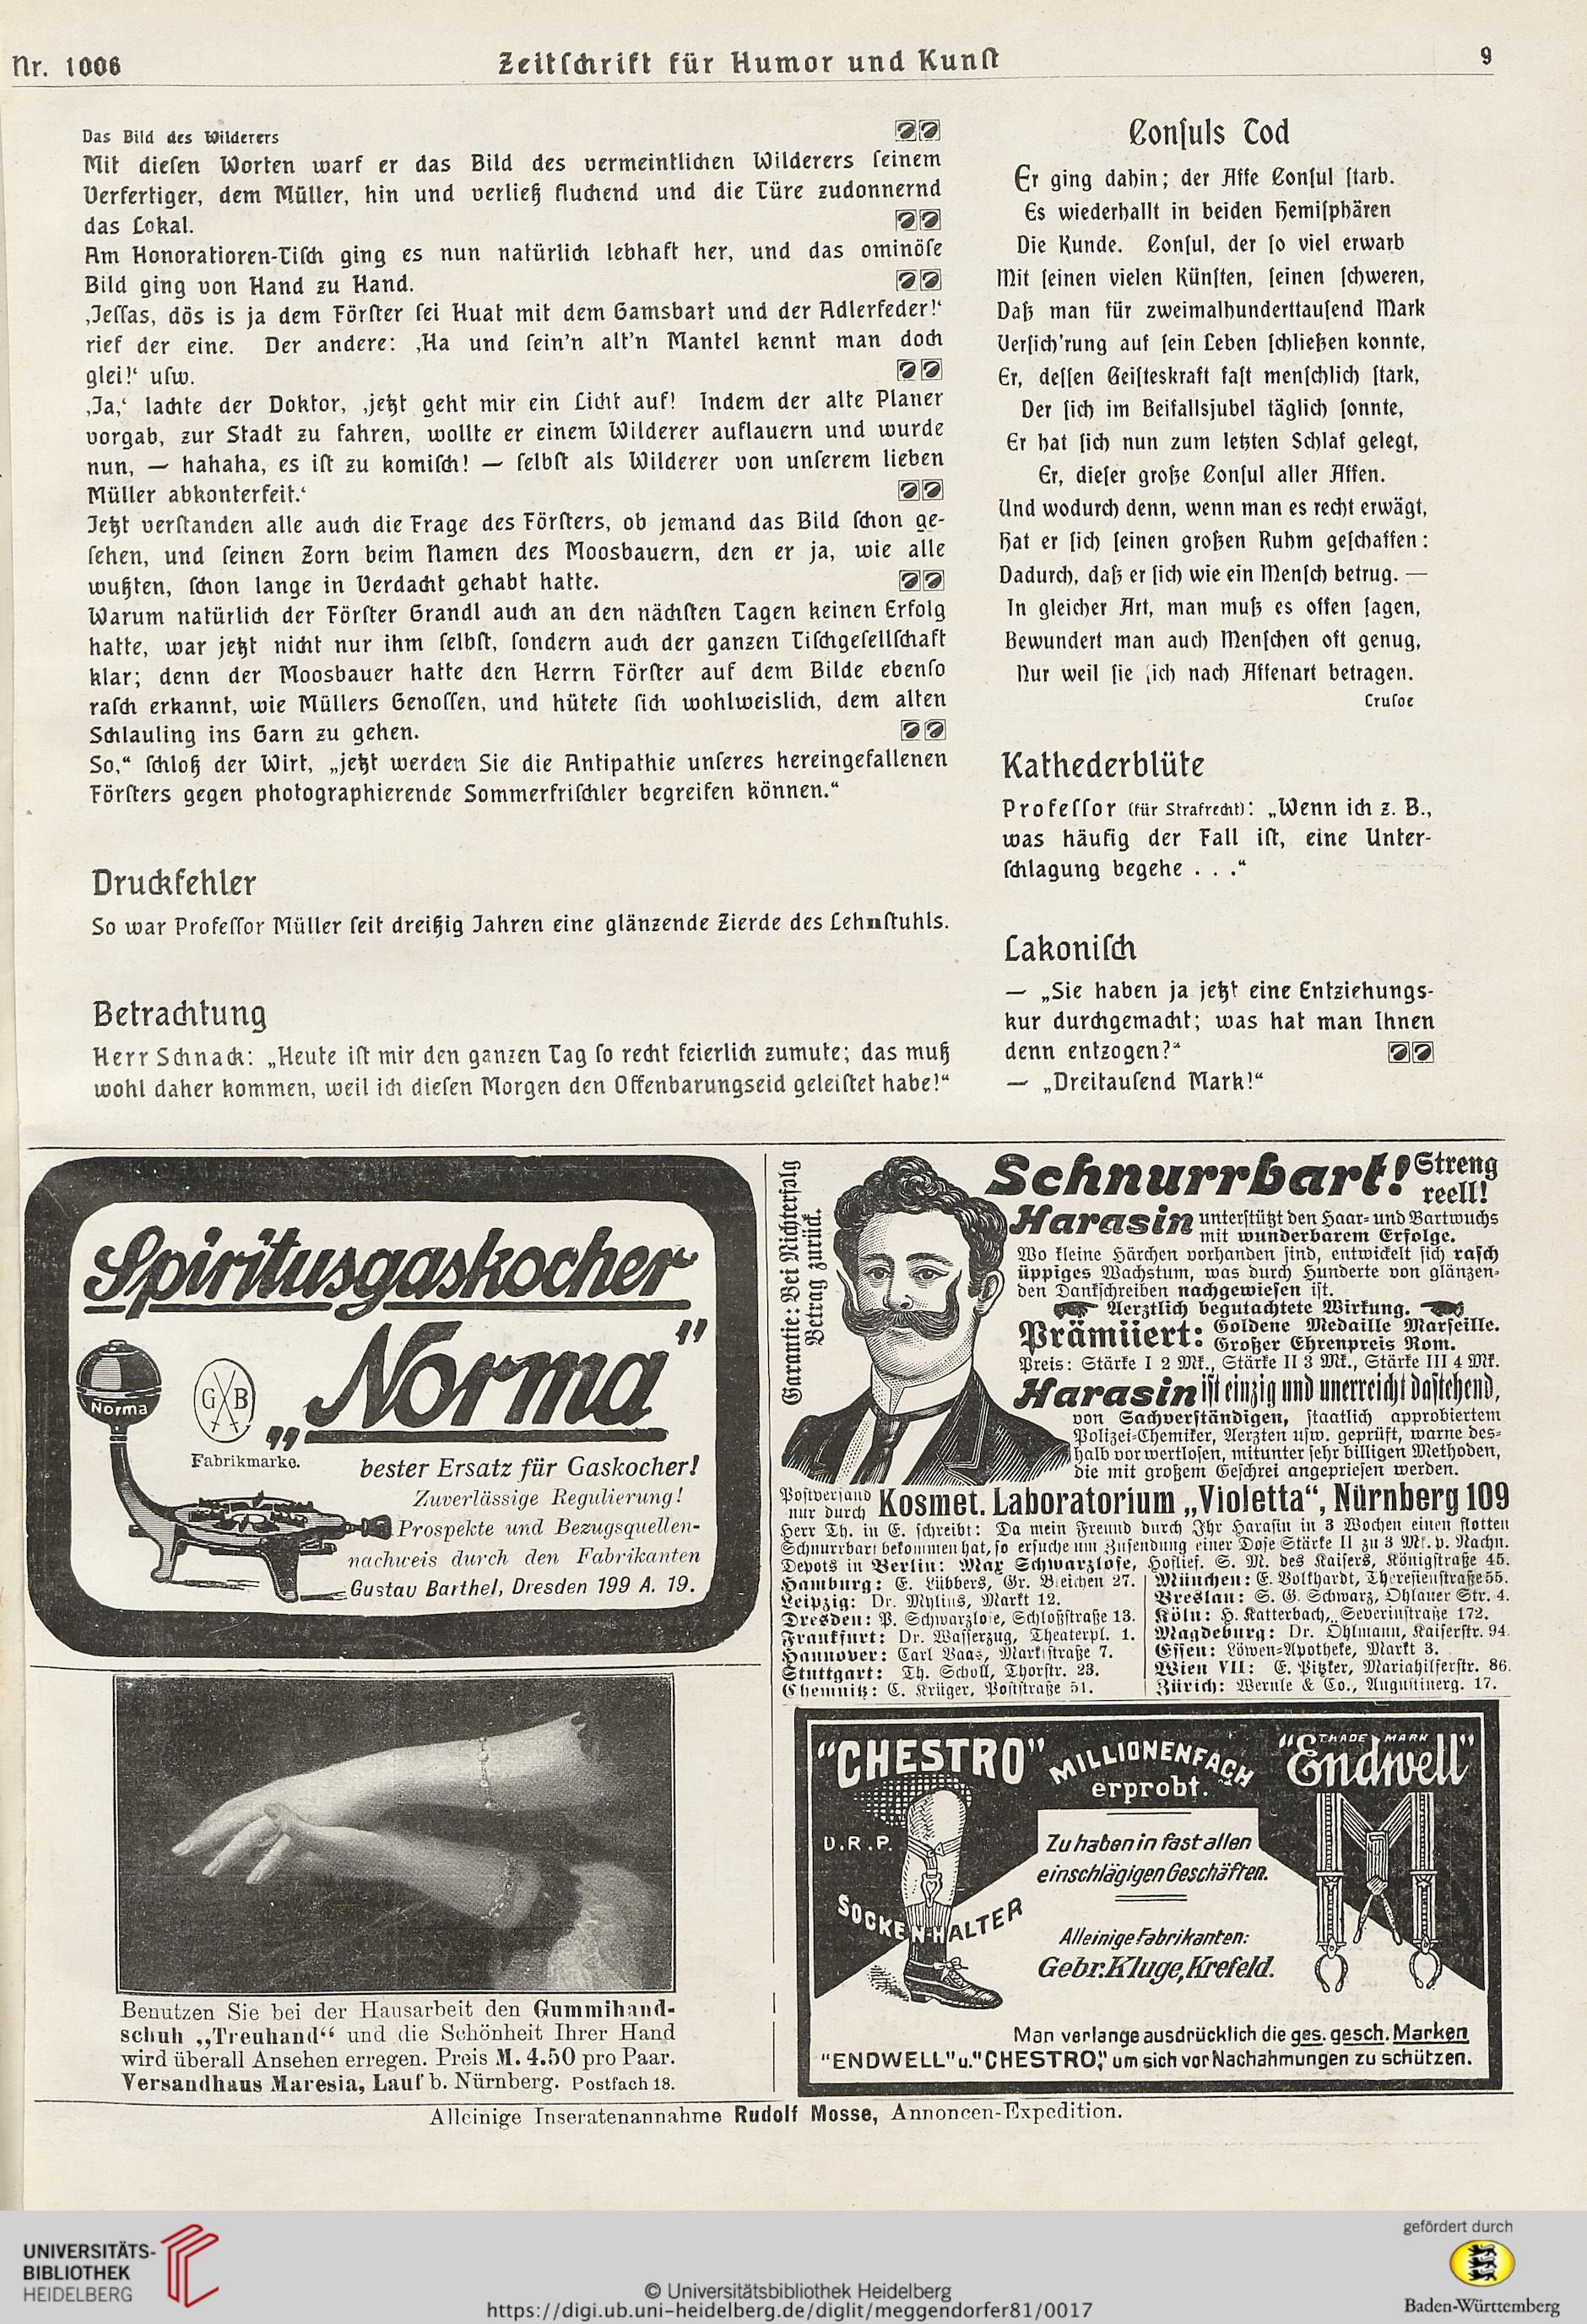 Nr. 1006
Zeitschrift für Humor und Kunst
9
Das Bild des Wilderers
Mit diesen Worten warf er das Bild des vermeintlichen Wilderers seinem
Verfertiger, dem Müller, hin und verließ fluchend und die Türe zudonnernd
das Lokal.
Am Honoratioren-Tisch ging es nun natürlich lebhaft her, und das ominöse
Bild ging von Hand zu Hand.
‚Jessas, dös is ja dem Förster sei Huat mit dem Gamsbart und der Adlerfeder!‘
rief der eine. Der andere: ‚Ha und sein'n alt'n Mantel kennt man doch
glei!‘ usw.
‚Ja,‘ lachte der Doktor, ‚jetzt geht mir ein Licht auf! Indem der alte Planer
vorgab, zur Stadt zu fahren, wollte er einem Wilderer auflauern und wurde
nun, — hahaha, es ist zu komisch! — selbst als Wilderer von unserem lieben
Müller abkonterfeit.‘
Jetzt verstanden alle auch die Frage des Försters, ob jemand das Bild schon ge-
sehen, und seinen Zorn beim Namen des Moosbauern, den er ja, wie alle
wußten, schon lange in Verdacht gehabt hatte.
Warum natürlich der Förster Grandl auch an den nächsten Tagen keinen Erfolg
hatte, war jetzt nicht nur ihm selbst, sondern auch der ganzen Tischgesellschaft
klar; denn der Moosbauer hatte den Herrn Förster auf dem Bilde ebenso
rasch erkannt, wie Müllers Genossen, und hütete sich wohlweislich, dem alten
Schlauling ins Garn zu gehen.
So,“ schloß der Wirt, „jetzt werden Sie die Antipathie unseres hereingefallenen
Försters gegen photographierende Sommerfrischler begreifen können.“
Druckfehler
So war Professor Müller seit dreißig Jahren eine glänzende Zierde des Lehnstuhls.
Betrachtung
Herr Schnack: „Heute ist mir den ganzen Tag so recht feierlich zumute; das muß
wohl daher kommen, weil ich diesen Morgen den Offenbarungseid geleistet habe!“
Consuls Tod
Er ging dahin; der Affe Consul starb.
Es wiederhallt in beiden Hemisphären
Die Kunde. Consul, der so viel erwarb
Mit seinen vielen Künsten, seinen schweren,
Daß man für zweimalhunderttausend Mark
Versich'rung auf sein Leben schließen konnte,
Er, dessen Geisteskraft fast menschlich stark,
Der sich im Beifallsjubel täglich sonnte,
Er hat sich nun zum letzten Schlaf gelegt,
Er, dieser große Consul aller Affen.
Und wodurch denn, wenn man es recht erwägt,
Hat er sich seinen großen Ruhm geschaffen:
Dadurch, daß er sich wie ein Mensch betrug. —
In gleicher Art, man muß es offen sagen,
Bewundert man auch Menschen oft genug,
Nur weil sie sich nach Affenart betragen.
Crusoe
Kathederblüte
Professor (für Strafrecht): „Wenn ich z. B.,
was häufig der Fall ist, eine Unter-
schlagung begehe . . .“
Lakonisch
— „Sie haben ja jetzt eine Entziehungs-
kur durchgemacht; was hat man Ihnen
denn entzogen?“
— „Dreitausend Mark!“
Spiritusgaskocher
„Norma"
Norma
G B
Fabrikmarke.
bester Ersatz für Gaskocher!
Zuverlässige Regulierung!
Prospekte und Bezugsquellen-
nachweis durch den Fabrikanten
Gustav Barthel, Dresden 199 A. 19.
Garantie: Bei Nichterfolg
Betrag zurück.
Schnurrbart! Streng
reell!
Harasin unterstützt den Haar- und Bartwuchs
mit wunderbarem Erfolge.
Wo kleine Härchen vorhanden sind, entwickelt sich rasch
üppiges Wachstum, was durch Hunderte von glänzen-
den Dankschreiben nachgewiesen ist.
Aerztlich begutachtete Wirkung.
Prämiiert: Goldene Medaille Marseille.
Großer Ehrenpreis Rom.
Preis: Stärke I 2 Mk., Stärke II 3 Mk., Stärke III 4 Mk.
Harasin ist einzig und unerreicht dastehend,
von Sachverständigen, staatlich approbiertem
Polizei-Chemiker, Aerzten usw. geprüft, warne des-
halb vor wertlosen, mitunter sehr billigen Methoden,
die mit großem Geschrei angepriesen werden.
Postversand
nur durch Kosmet. Laboratorium „Violetta“, Nürnberg 109
Herr Th. in E. schreibt: Da mein Freund durch Ihr Harasin in 3 Wochen einen flotten
Schnurrbart bekommen hat, so ersuche um Zusendung einer Dose Stärke II zu 3 Mk. p. Nachn.
Depots in Berlin: Max Schwarzlose, Hoflief. S. M. des Kaisers, Königstraße 45.
Hamburg: E. Lübbers, Gr. Bleichen 27.
Leipzig: Dr. Mylius, Markt 12.
Dresden: P. Schwarzlose, Schloßstraße 13.
Frankfurt: Dr. Wasserzug, Theaterpl. 1.
Hannover: Carl Baas, Marktstraße 7.
Stuttgart: Th. Scholl, Thorstr. 23.
Chemnitz: C. Krüger, Poststraße 51.
München: E. Volkhardt, Theresienstraße 55.
Breslau: S. G. Schwarz, Ohlauer Str. 4.
Köln: H. Katterbach, Severinstraße 172.
Magdeburg: Dr. Ohlmann, Kaiserstr. 94.
Essen: Löwen-Apotheke, Markt 3.
Wien VII: E. Pitzker, Mariahilferstr. 86.
Zürich: Wernle & Co., Augustinerg. 17.
Benutzen Sie bei der Hausarbeit den Gummihand-
schuh „Treuhand“ und die Schönheit Ihrer Hand
wird überall Ansehen erregen. Preis M. 4.50 pro Paar.
Versandhaus Maresia, Lauf b. Nürnberg. Postfach 18.
"CHESTRO"
MILLIONENFACH
erprobt.
TRADE MARK
"Endwell"
D.R.P.
SOCKEN-HALTER
Zu haben in fast allen
einschlägigen Geschäften.
Alleinige Fabrikanten:
Gebr. Kluge, Krefeld.
Man verlange ausdrücklich die ges. gesch. Marken
"ENDWELL" u. "CHESTRO", um sich vor Nachahmungen zu schützen.
Alleinige Inseratenannahme Rudolf Mosse, Annoncen-Expedition.
UNIVERSITÄTS-
BIBLIOTHEK
HEIDELBERG
© Universitätsbibliothek Heidelberg
https://digi.ub.uni-heidelberg.de/diglit/meggendorfer81/0017
gefördert durch
Baden-Württemberg